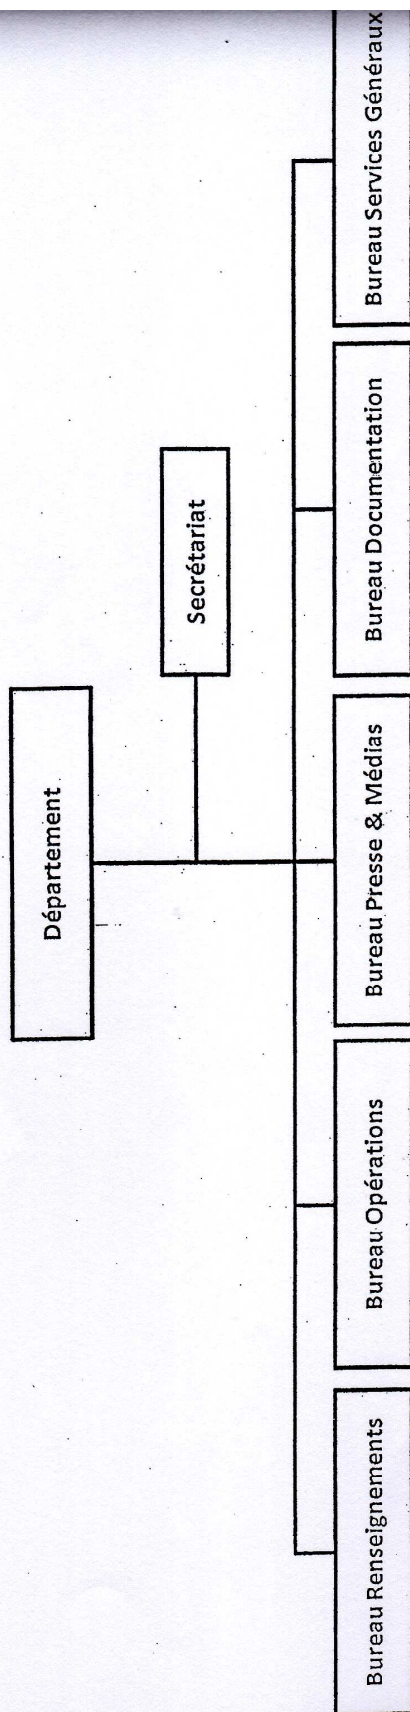 Département
Secrétariat
Bureau Renseignements
Bureau Opérations
Bureau Presse & Médias
Bureau Documentation
Bureau Services Généraux